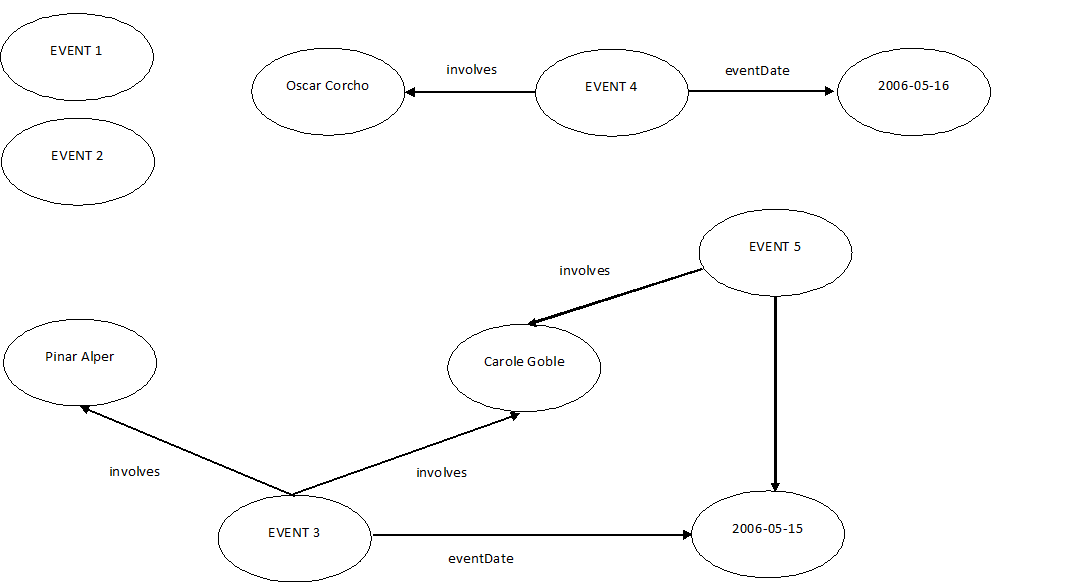 EVENT 1
involves
eventDate
Oscar Corcho
EVENT 4
2006-05-16
EVENT 2
EVENT 5
involves
Pinar Alper
Carole Goble
involves
involves
EVENT 3
2006-05-15
eventDate